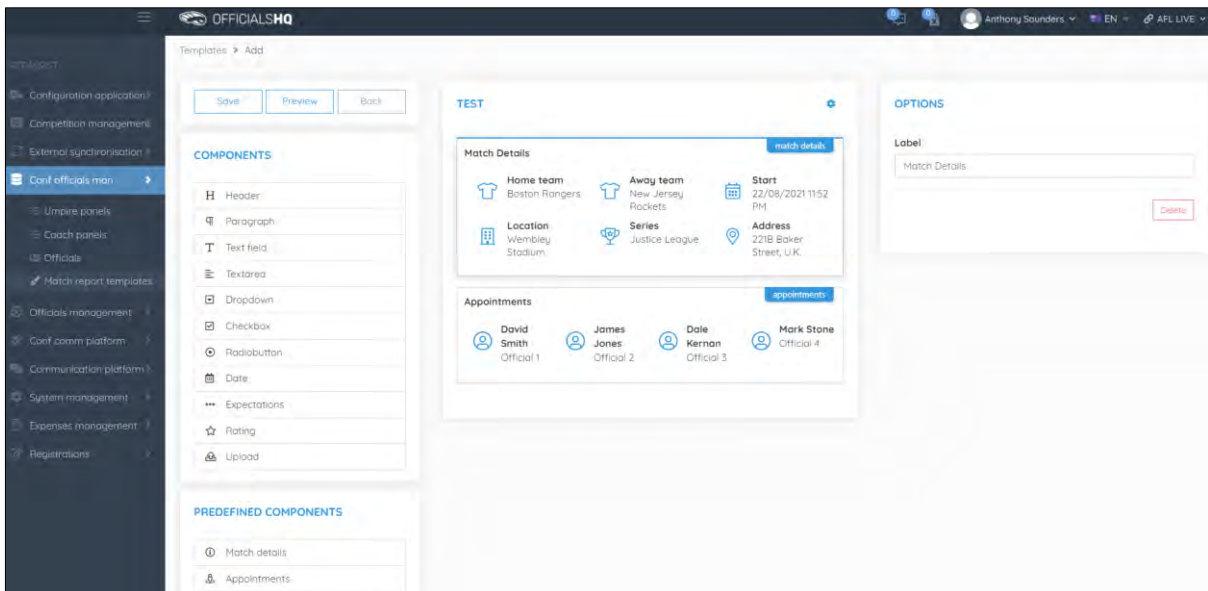 OFFICIALSHQ
0
0
Anthony Saunders
EN
AFL LIVE
Templates > Add
Configuration application
Competition management
External synchronisation
Conf officials man
Umpire panels
Coach panels
Officials
Match report templates
Officials management
Conf comm platform
Communication platform
System management
Expenses management
Registrations
Save
Preview
Back
COMPONENTS
H Header
Paragraph
T Text field
Textarea
Dropdown
Checkbox
Radiobutton
Date
Expectations
Rating
Upload
PREDEFINED COMPONENTS
Match details
Appointments
TEST
match details
Match Details
Home team
Boston Rangers
Away team
New Jersey
Rockets
Start
22/08/2021 11:52
PM
Location
Wembley
Stadium
Series
Justice League
Address
221B Baker
Street, U.K.
appointments
Appointments
David
Smith
Official 1
James
Jones
Official 2
Dale
Kernan
Official 3
Mark Stone
Official 4
OPTIONS
Label
Match Details
Delete